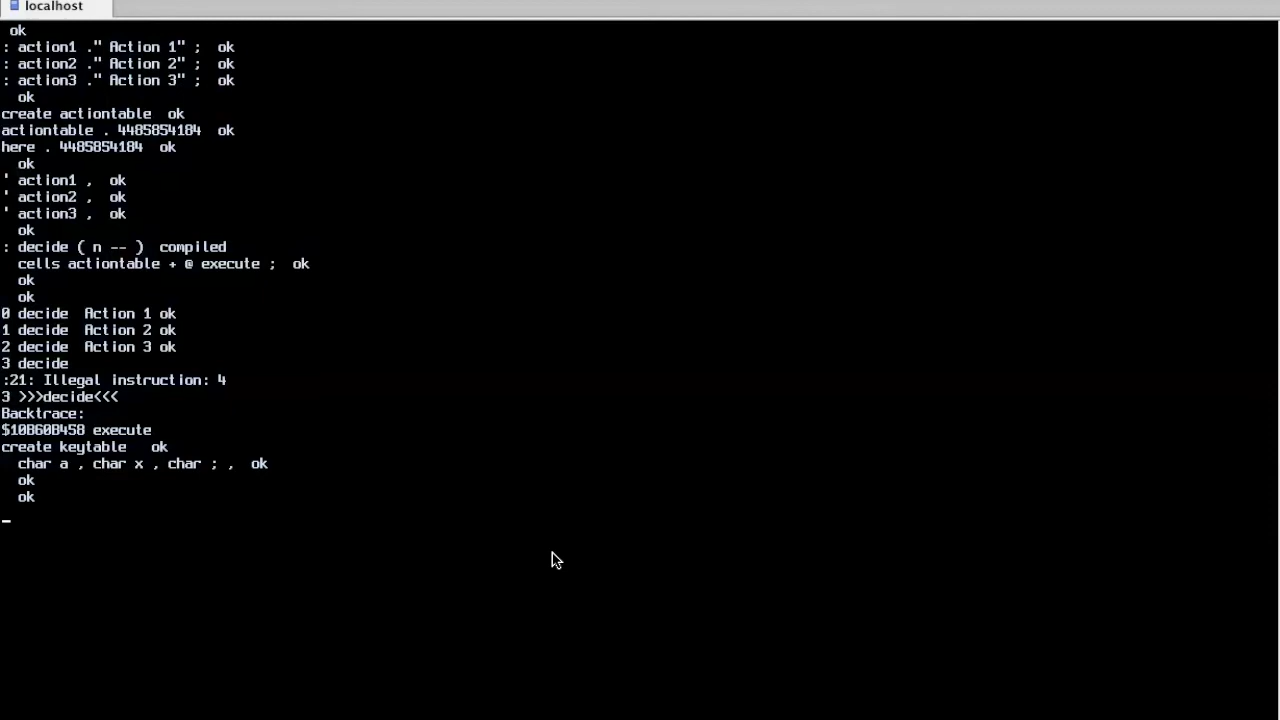 localhost
ok
: action1 ." Action 1" ;  ok
: action2 ." Action 2" ;  ok
: action3 ." Action 3" ;  ok
ok
create actiontable  ok
actiontable . 4485854184  ok
here . 4485854184  ok
ok
' action1 ,  ok
' action2 ,  ok
' action3 ,  ok
ok
: decide ( n -- )  compiled
cells actiontable + @ execute ;  ok
ok
ok
0 decide  Action 1 ok
1 decide  Action 2 ok
2 decide  Action 3 ok
3 decide
:21: Illegal instruction: 4
3 >>>decide<<<
Backtrace:
$10B60B458 execute
create keytable   ok
char a , char x , char ; ,  ok
ok
ok